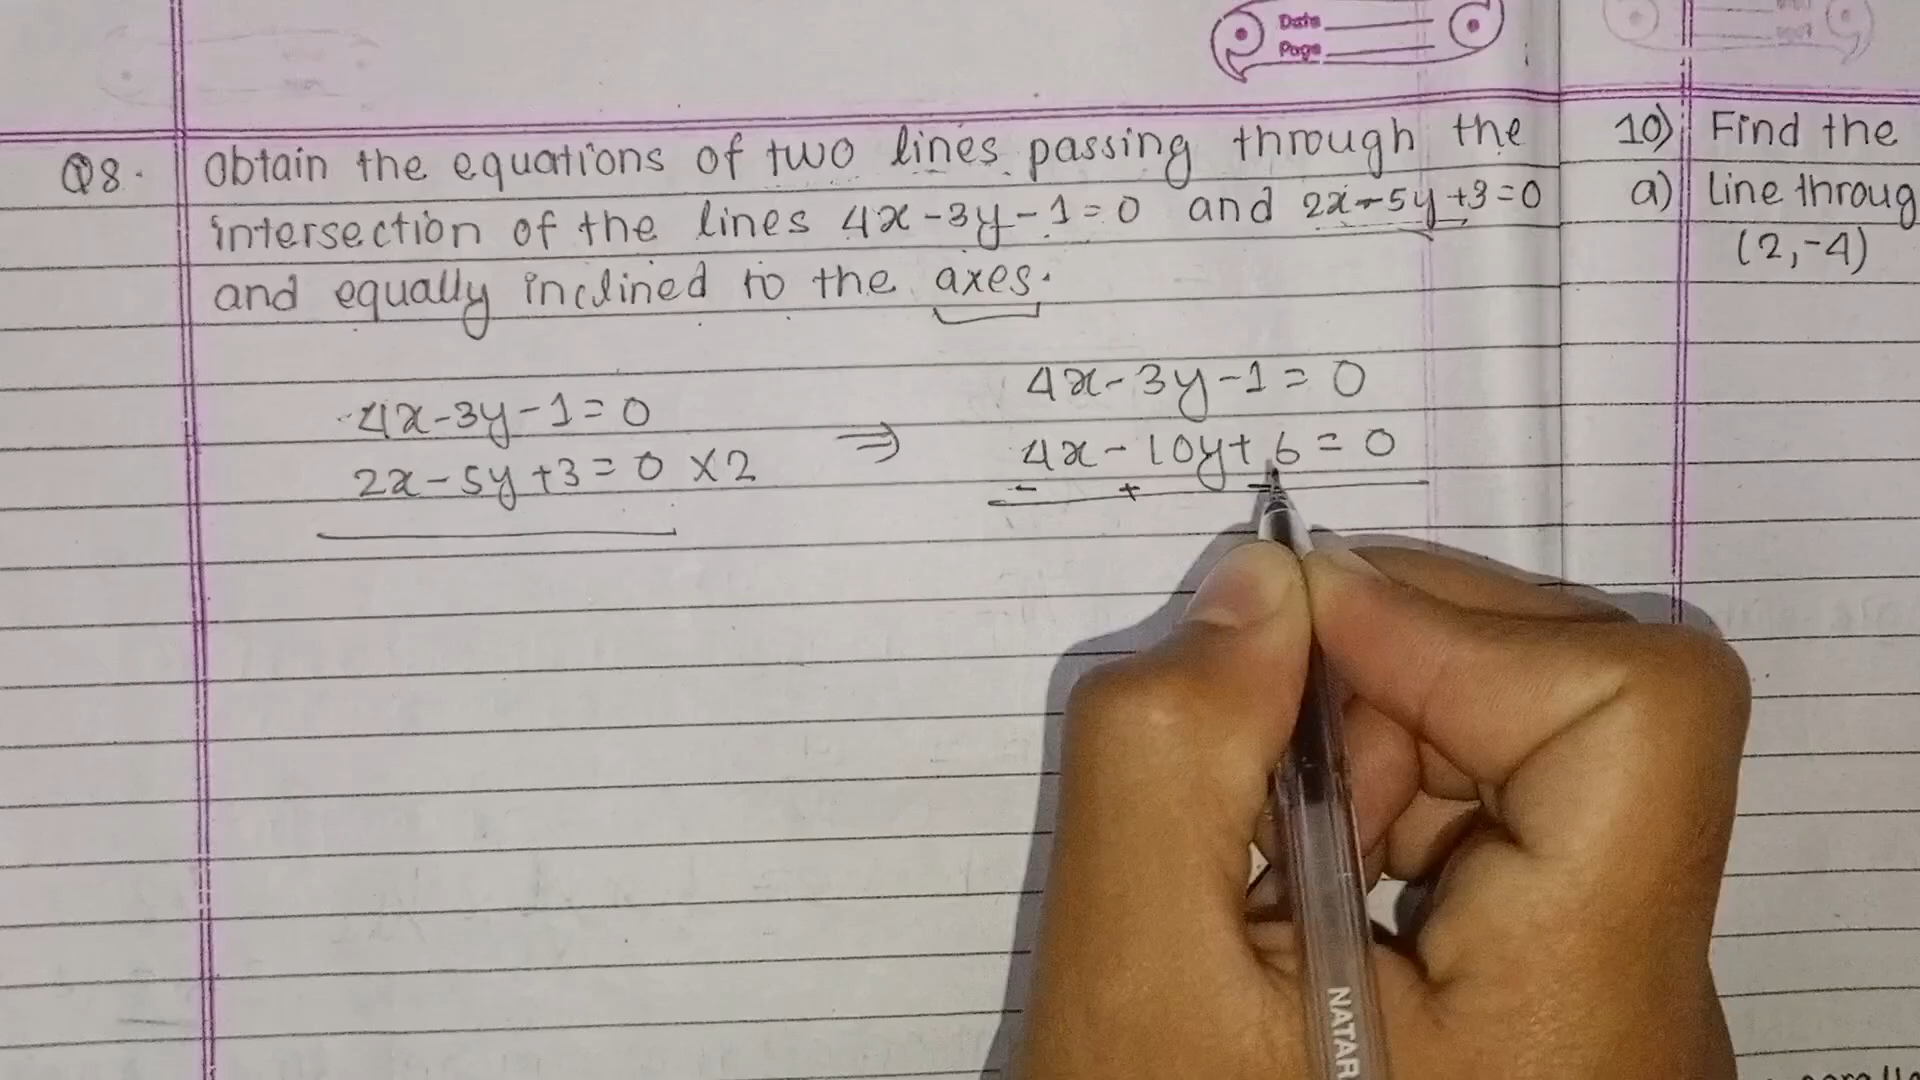 Date
Page
Q8. Obtain the equations of two lines passing through the
intersection of the lines 4x-3y-1=0 and 2x-5y+3=0
and equally inclined to the axes.
4x-3y-1=0
2x-5y+3=0 ×2
⇒
4x-3y-1=0
4x-10y+6=0
- + -
10) Find the
a) line throug
(2,-4)
NATAR